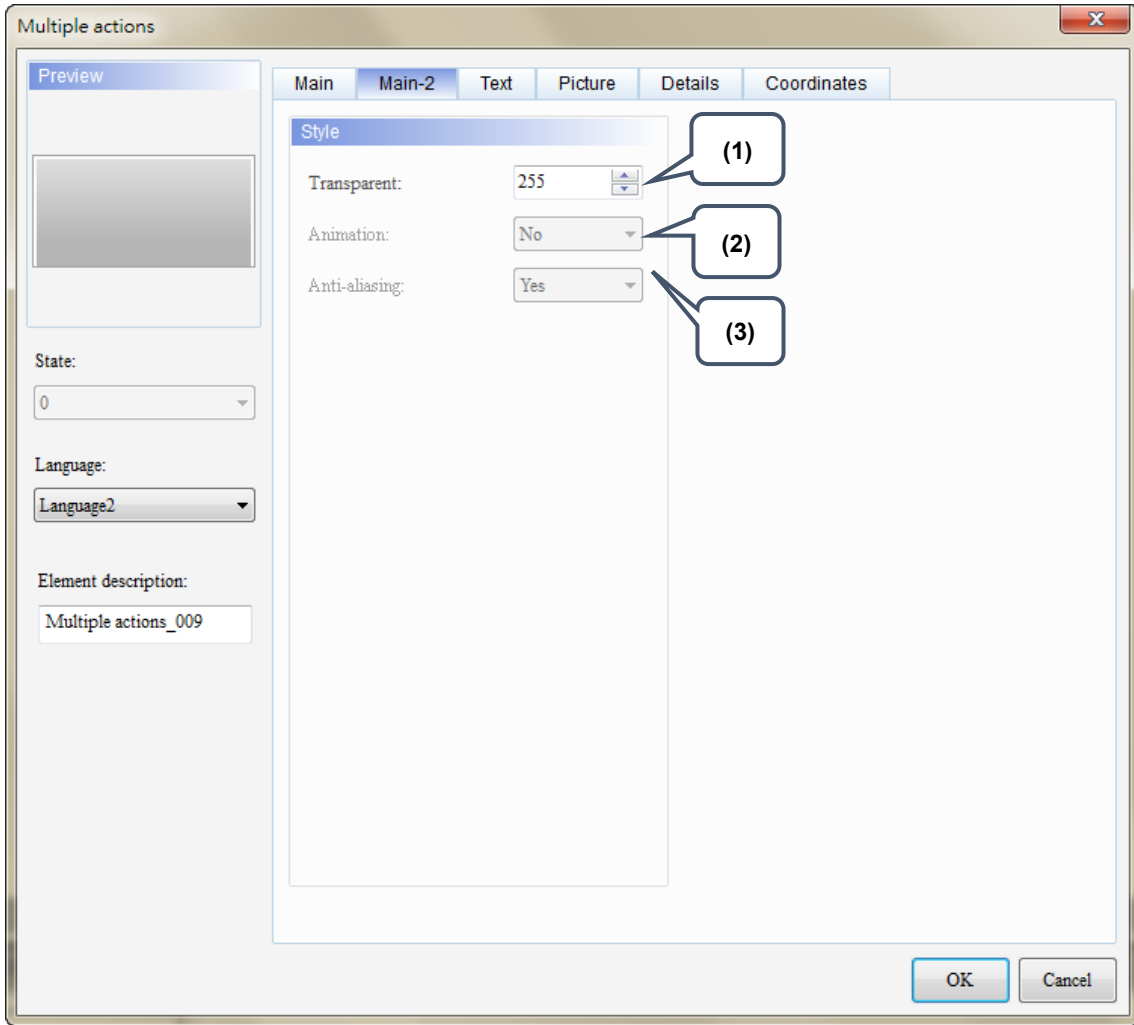 Multiple actions
x
Preview
Main Main-2 Text Picture Details Coordinates
Style
(1)
Transparent: 255
Animation: No
(2)
Anti-aliasing: Yes
(3)
State:
0
Language:
Language2
Element description:
Multiple actions_009
OK Cancel